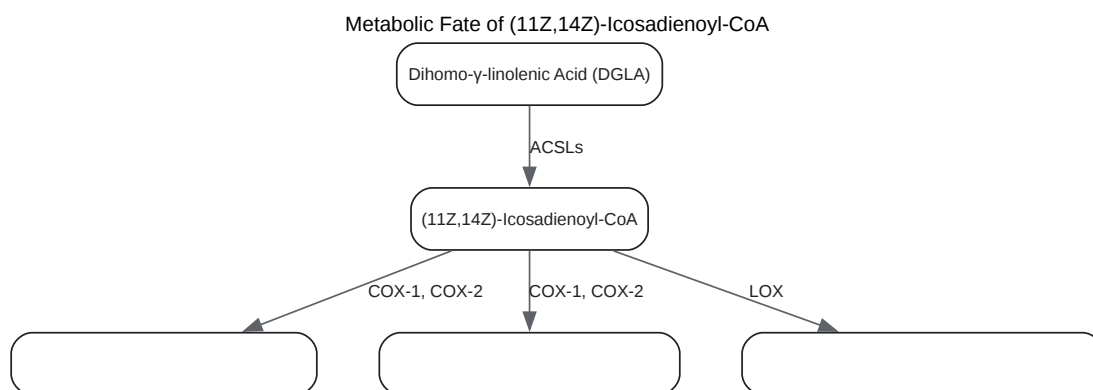 Metabolic Fate of (11Z,14Z)-Icosadienoyl-CoA
Dihomo-γ-linolenic Acid (DGLA)
ACSLs
(11Z,14Z)-Icosadienoyl-CoA
COX-1, COX-2
COX-1, COX-2
LOX